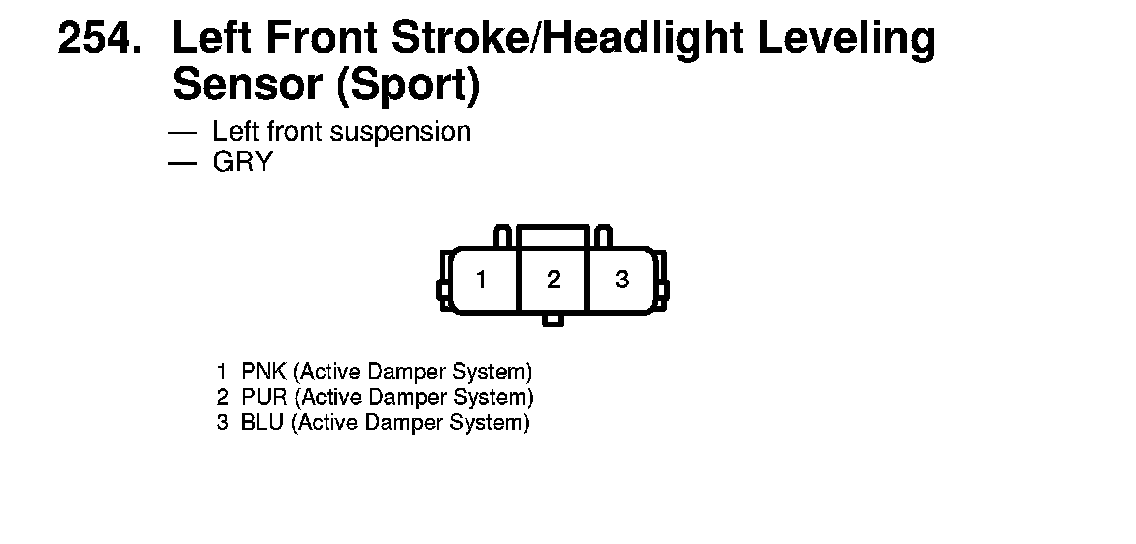 254. Left Front Stroke/Headlight Leveling
Sensor (Sport)
— Left front suspension
— GRY
1 2 3
1 PNK (Active Damper System)
2 PUR (Active Damper System)
3 BLU (Active Damper System)